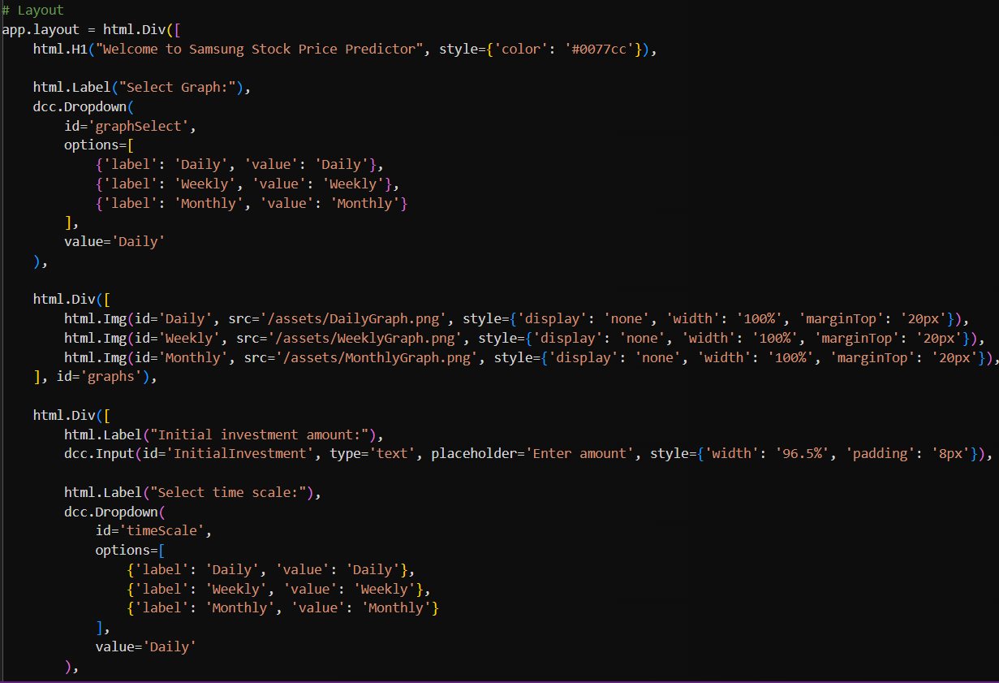 # Layout
app.layout = html.Div([
    html.H1("Welcome to Samsung Stock Price Predictor", style={'color': '#0077cc'}),

    html.Label("Select Graph:"),
    dcc.Dropdown(
        id='graphSelect',
        options=[
            {'label': 'Daily', 'value': 'Daily'},
            {'label': 'Weekly', 'value': 'Weekly'},
            {'label': 'Monthly', 'value': 'Monthly'}
        ],
        value='Daily'
    ),

    html.Div([
        html.Img(id='Daily', src='/assets/DailyGraph.png', style={'display': 'none', 'width': '100%', 'marginTop': '20px'}),
        html.Img(id='Weekly', src='/assets/WeeklyGraph.png', style={'display': 'none', 'width': '100%', 'marginTop': '20px'}),
        html.Img(id='Monthly', src='/assets/MonthlyGraph.png', style={'display': 'none', 'width': '100%', 'marginTop': '20px'}),
    ], id='graphs'),

    html.Div([
        html.Label("Initial investment amount:"),
        dcc.Input(id='InitialInvestment', type='text', placeholder='Enter amount', style={'width': '96.5%', 'padding': '8px'}),

        html.Label("Select time scale:"),
        dcc.Dropdown(
            id='timeScale',
            options=[
                {'label': 'Daily', 'value': 'Daily'},
                {'label': 'Weekly', 'value': 'Weekly'},
                {'label': 'Monthly', 'value': 'Monthly'}
            ],
            value='Daily'
        ),